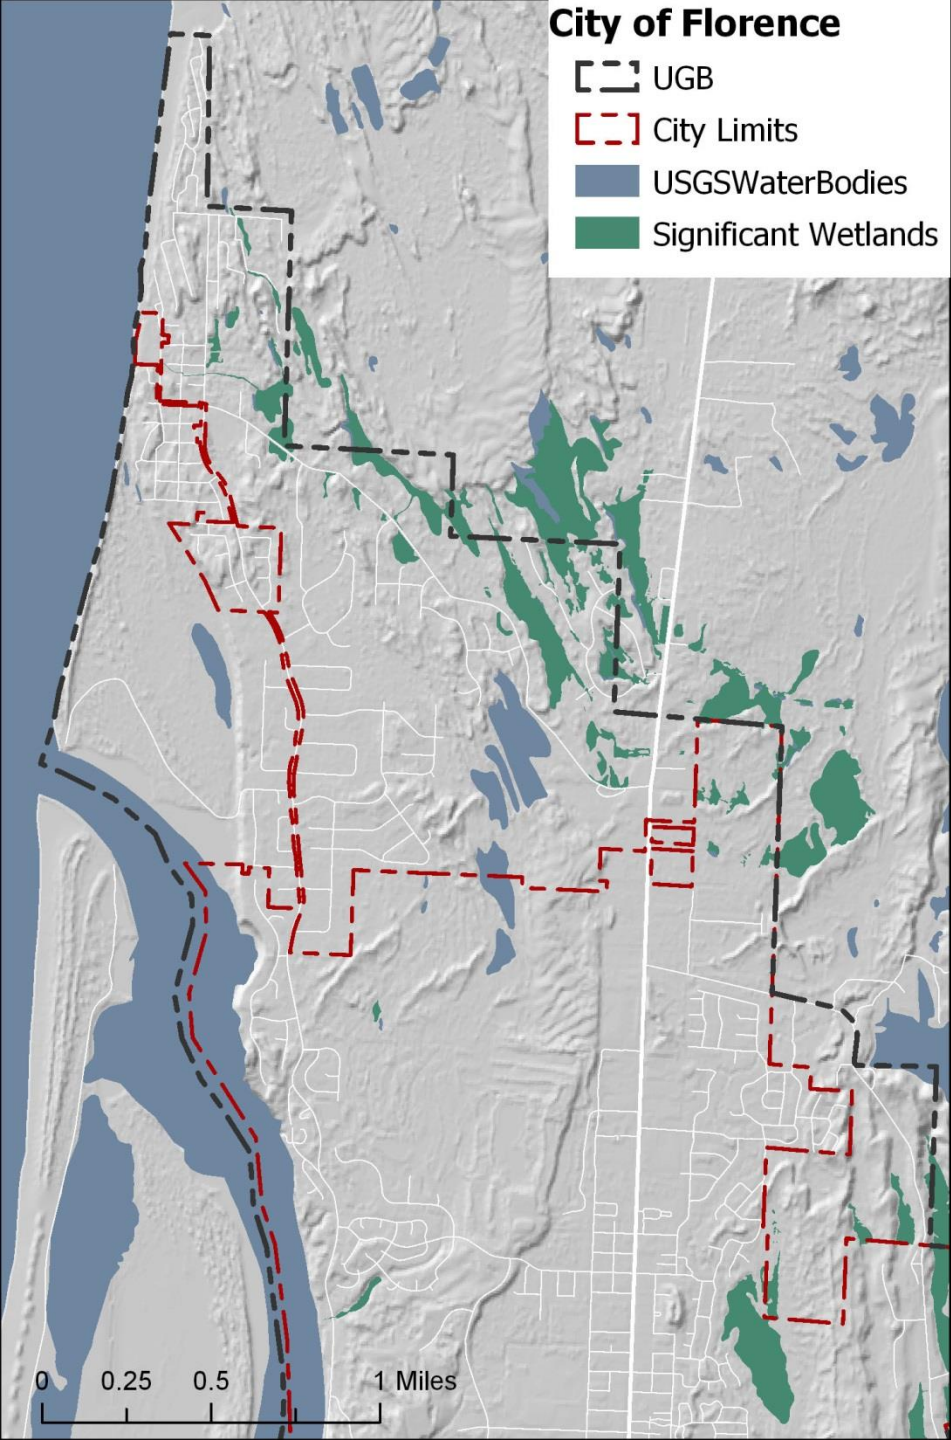 City of Florence
UGB
City Limits
USGSWaterBodies
Significant Wetlands
0 0.25 0.5 1 Miles